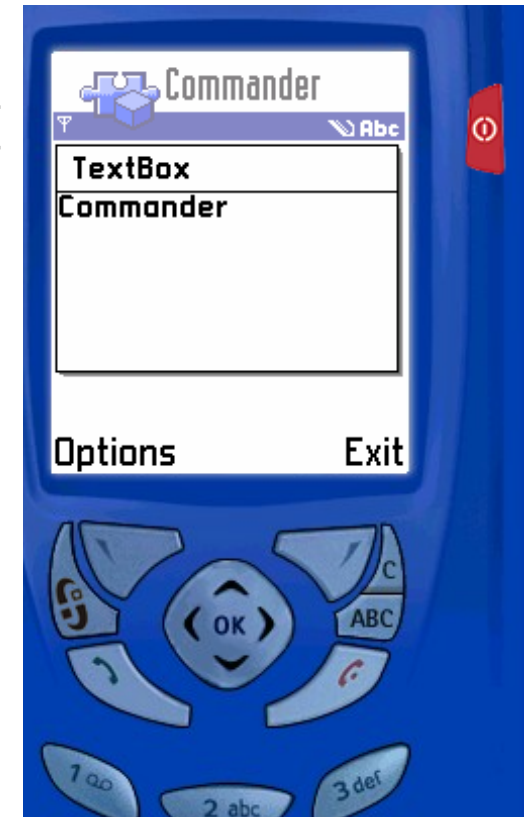 Commander
Abc
TextBox
Commander
Options Exit
C
OK ABC
1
2 abc
3 def